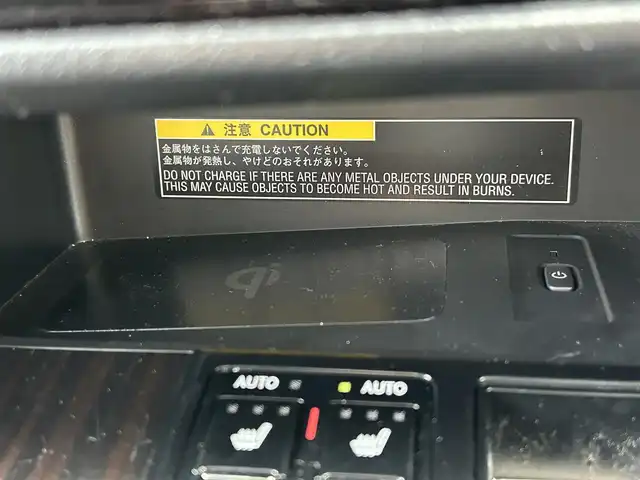 注意 CAUTION
金属物をはさんで充電しないでください。
金属物が発熱し、やけどのおそれがあります。
DO NOT CHARGE IF THERE ARE ANY METAL OBJECTS UNDER YOUR DEVICE.
THIS MAY CAUSE OBJECTS TO BECOME HOT AND RESULT IN BURNS.
qi
AUTO AUTO